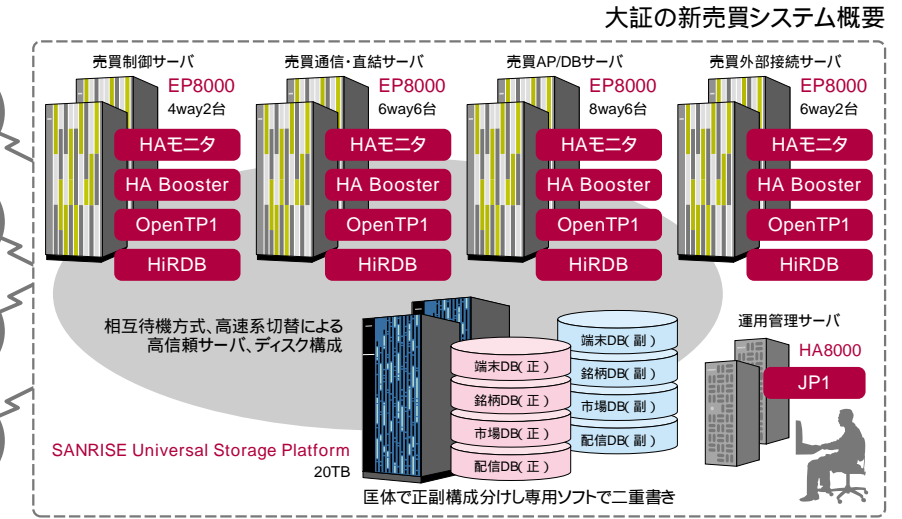 大証の新売買システム概要
売買制御サーバ
EP8000
4way2台
HAモニタ
HA Booster
OpenTP1
HiRDB
売買通信・直結サーバ
EP8000
6way6台
HAモニタ
HA Booster
OpenTP1
HiRDB
売買AP/DBサーバ
EP8000
8way6台
HAモニタ
HA Booster
OpenTP1
HiRDB
売買外部接続サーバ
EP8000
6way2台
HAモニタ
HA Booster
OpenTP1
HiRDB
相互待機方式、高速系切替による
高信頼サーバ、ディスク構成
端末DB(正)
銘柄DB(正)
市場DB(正)
配信DB(正)
端末DB(副)
銘柄DB(副)
市場DB(副)
配信DB(副)
SANRISE Universal Storage Platform
20TB
匡体で正副構成分けし専用ソフトで二重書き
運用管理サーバ
HA8000
JP1